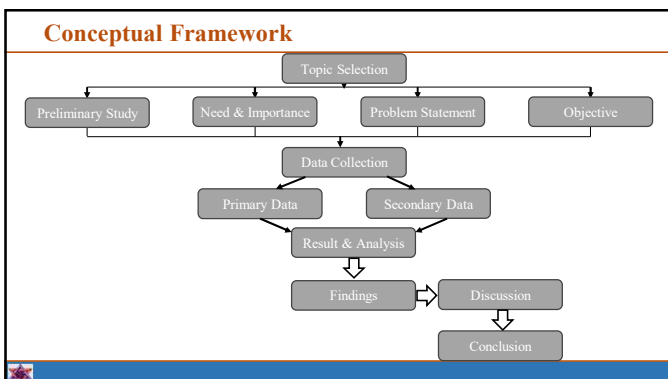 Conceptual Framework
Topic Selection
Preliminary Study
Need & Importance
Problem Statement
Objective
Data Collection
Primary Data
Secondary Data
Result & Analysis
Findings
Discussion
Conclusion